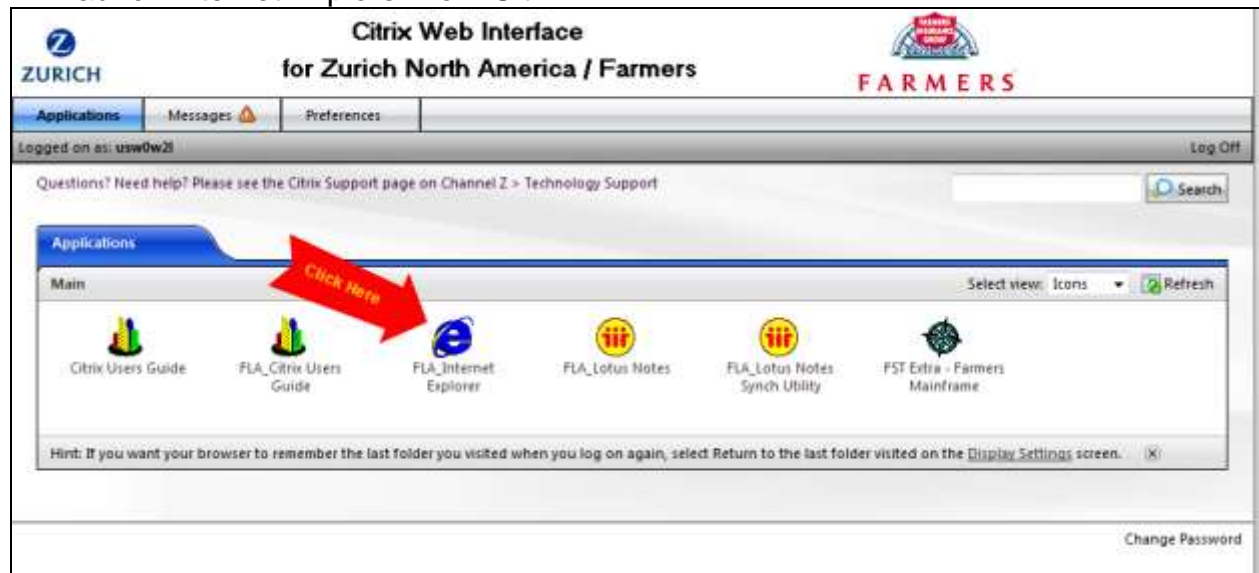 Citrix Web Interface
for Zurich North America / Farmers
ZURICH
FARMERS INSURANCE GROUP
FARMERS
Applications
Messages
Preferences
Logged on as: usw0w2l
Log Off
Questions? Need help? Please see the Citrix Support page on Channel Z > Technology Support
Search
Applications
Click Here
Main
Select view: Icons
Refresh
Citrix Users Guide
FLA_Citrix Users
Guide
FLA_Internet
Explorer
FLA_Lotus Notes
FLA_Lotus Notes
Synch Utility
FST Extra - Farmers
Mainframe
Hint: If you want your browser to remember the last folder you visited when you log on again, select Return to the last folder visited on the Display Settings screen.
Change Password